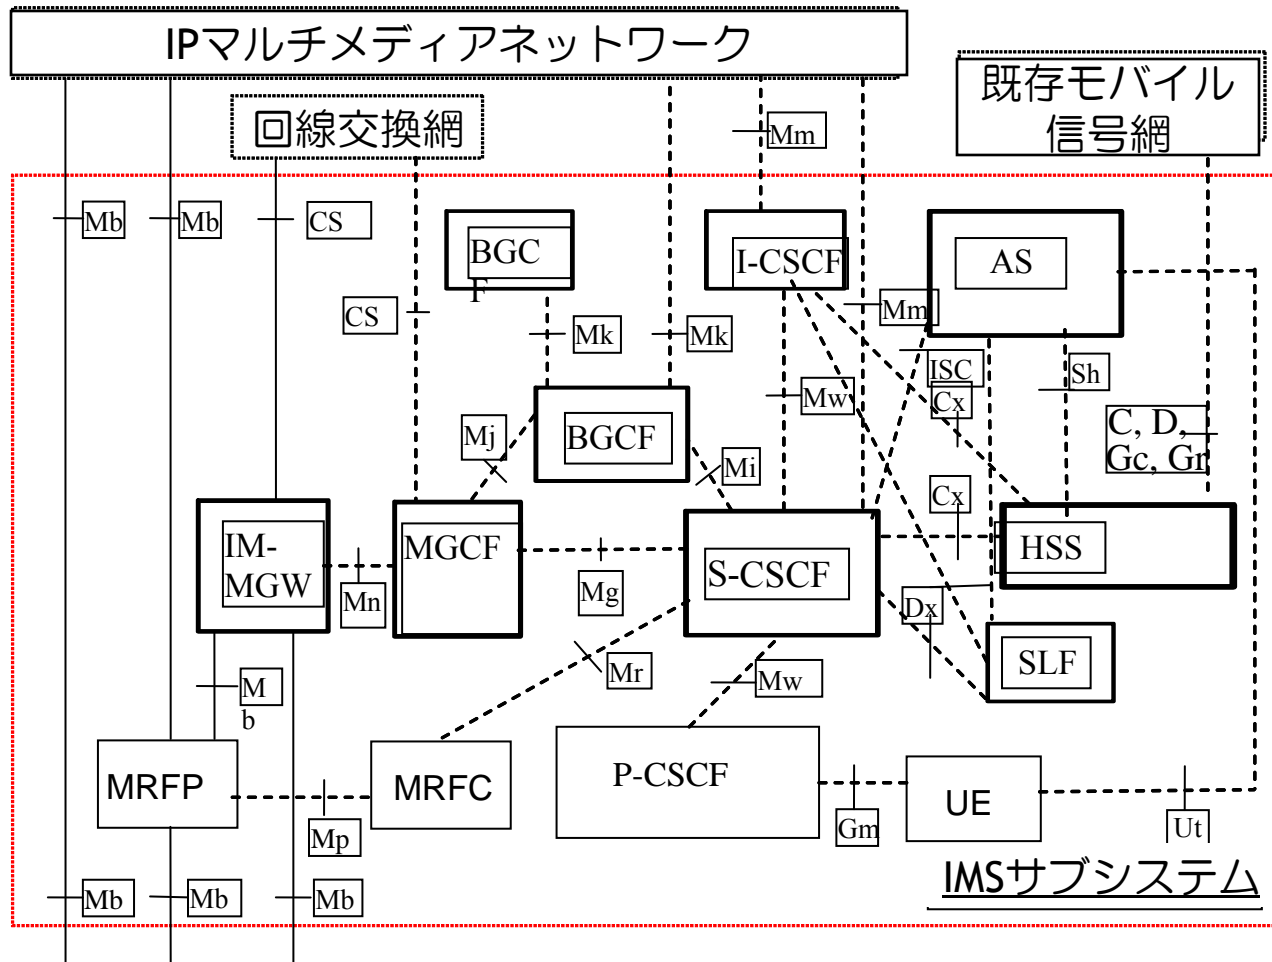 IPマルチメディアネットワーク
既存モバイル
信号網
回線交換網
Mm
Mb
Mb
CS
BGC
F
I-CSCF
AS
CS
Mk
Mk
Mm
ISC
Sh
Mw
Cx
C, D,
Gc, Gr
Mj
BGCF
Mi
Cx
IM-
MGW
MGCF
S-CSCF
HSS
Mn
Mg
Dx
Mr
Mw
SLF
M
b
MRFP
MRFC
P-CSCF
UE
Mp
Gm
Ut
Mb
Mb
Mb
IMSサブシステム